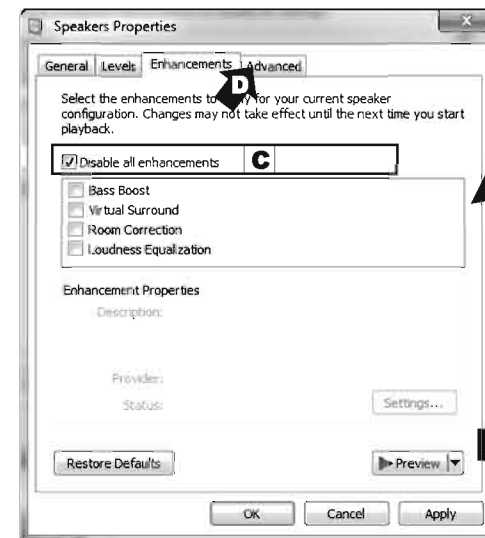 Speakers Properties
General Levels Enhancements Advanced
D
Select the enhancements to for your current speaker
configuration. Changes may not take effect until the next time you start
playback.
Disable all enhancements C
Bass Boost
Virtual Surround
Room Correction
Loudness Equalization
Enhancement Properties
Description:
Provider:
Status:
Settings...
Restore Defaults
Preview
OK Cancel Apply